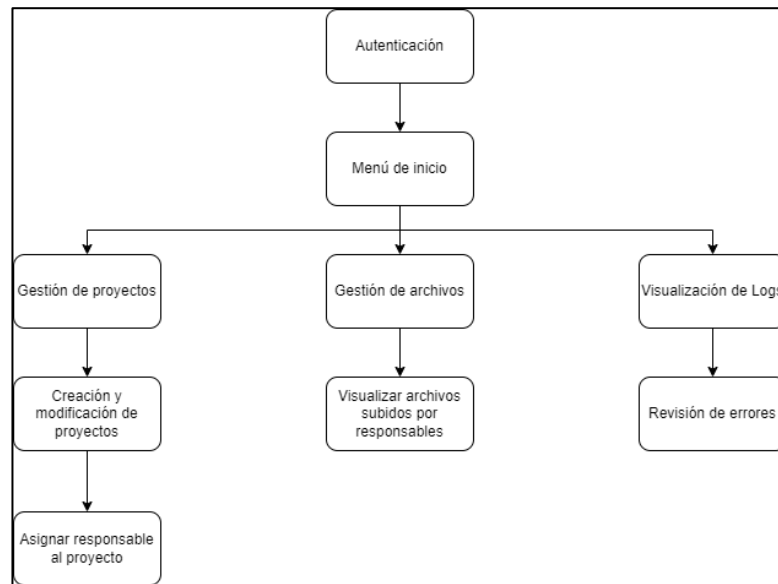 Autenticación
Menú de inicio
Gestión de proyectos
Gestión de archivos
Visualización de Logs
Creación y
modificación de
proyectos
Visualizar archivos
subidos por
responsables
Revisión de errores
Asignar responsable
al proyecto